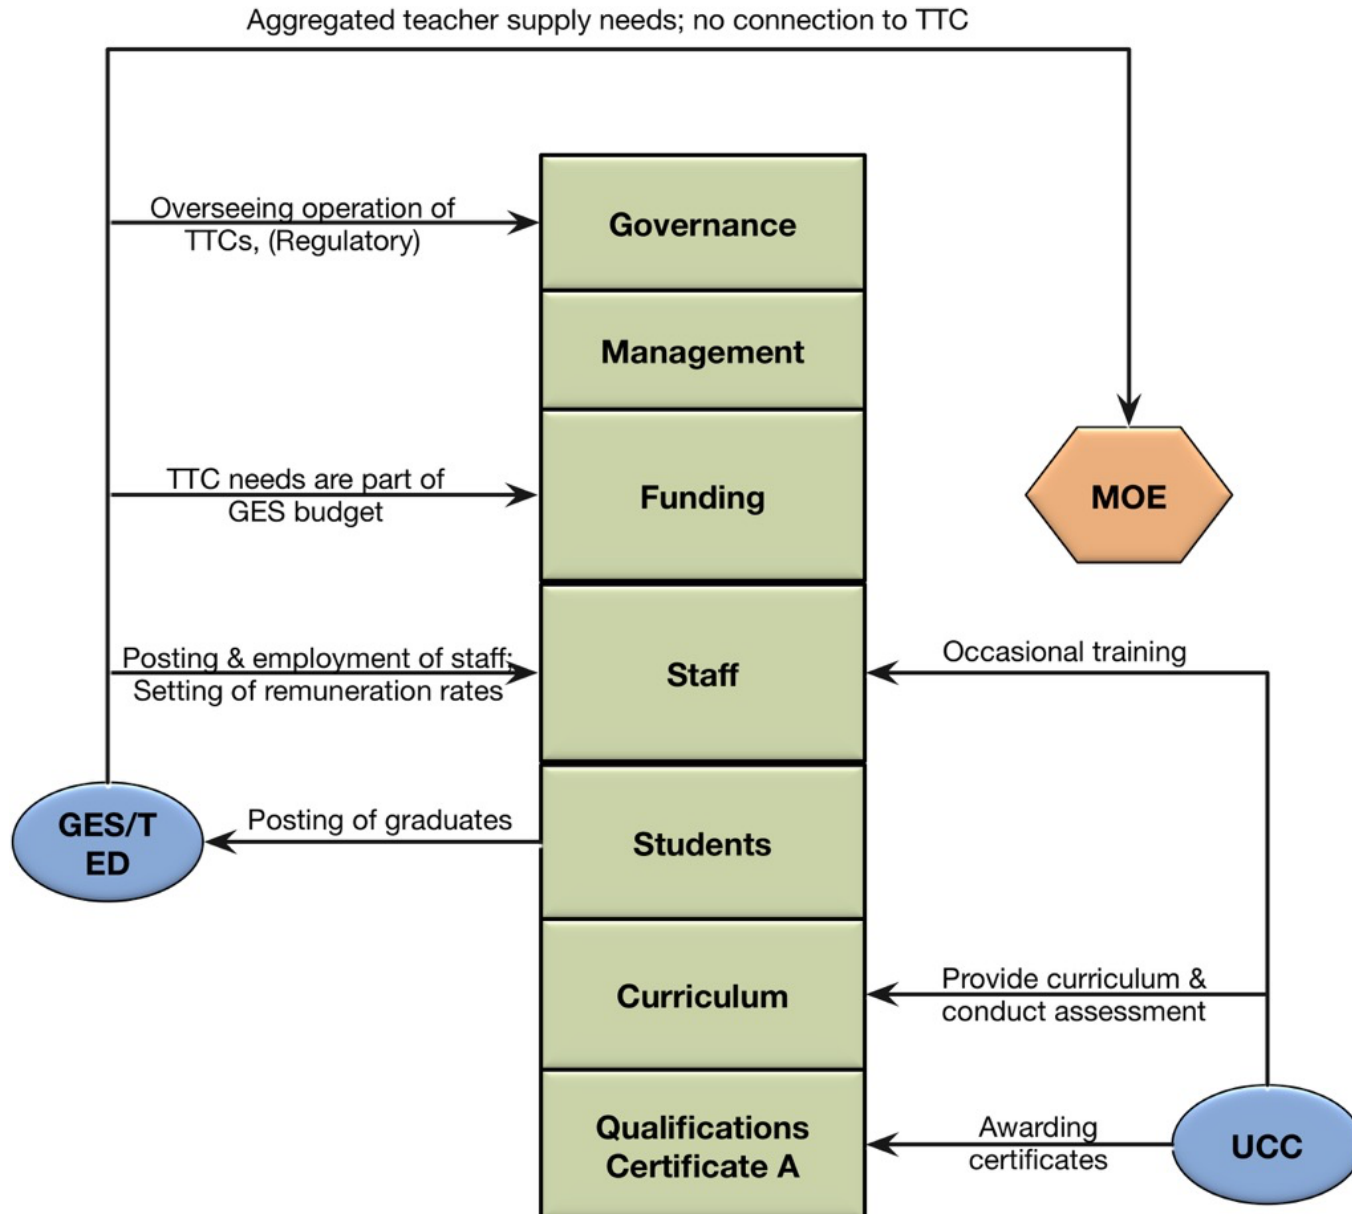 Aggregated teacher supply needs; no connection to TTC
Overseeing operation of
TTCs, (Regulatory)
Governance
Management
TTC needs are part of
GES budget
Funding
MOE
Posting & employment of staff;
Setting of remuneration rates
Staff
Occasional training
GES/T
ED
Posting of graduates
Students
Curriculum
Provide curriculum &
conduct assessment
Qualifications
Certificate A
Awarding
certificates
UCC